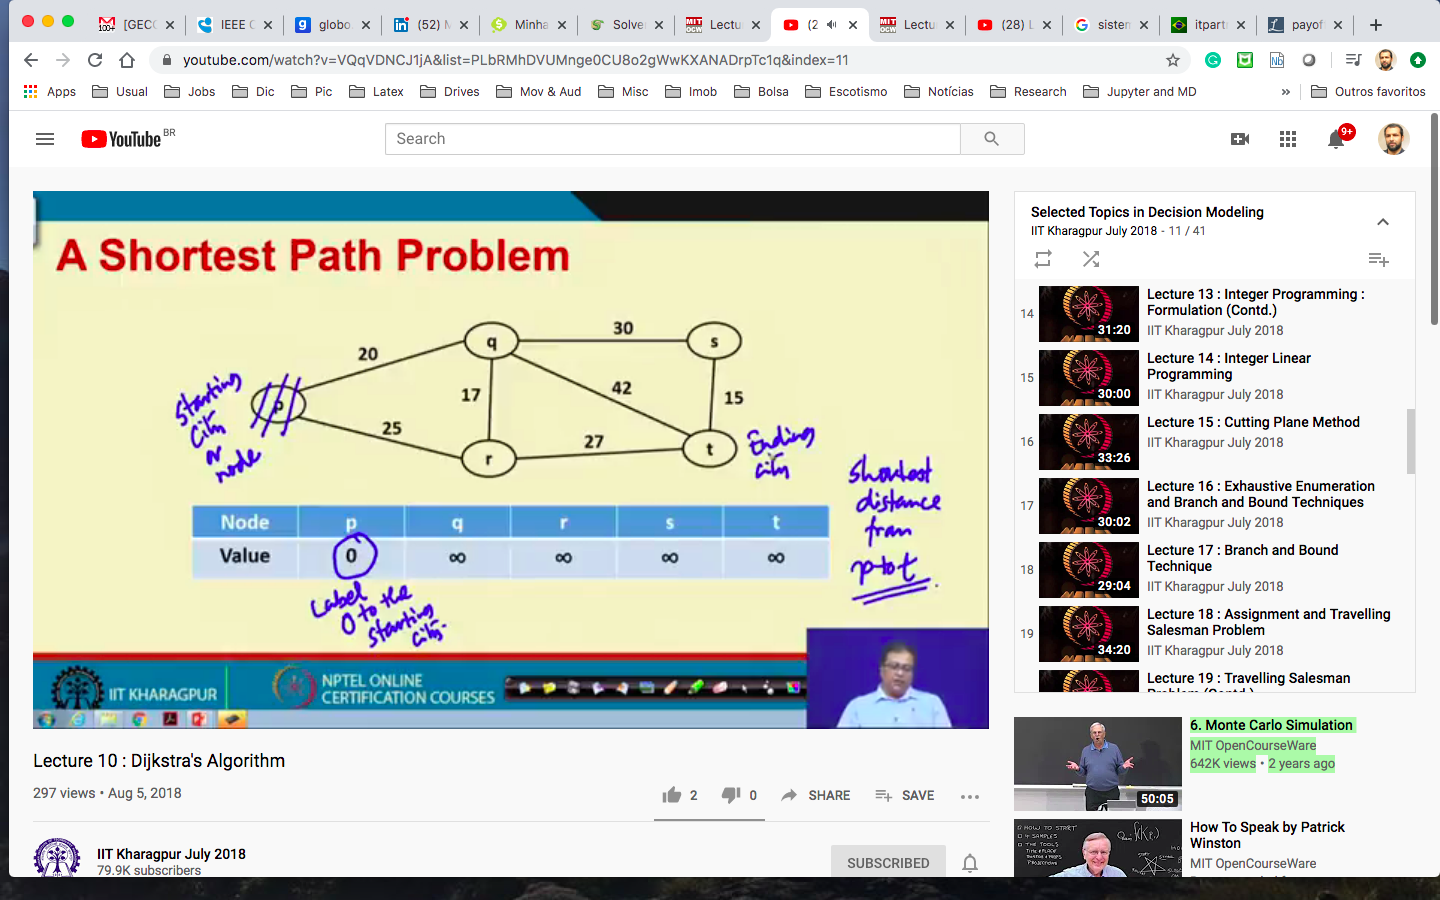 [GEC
IEEE C
globo.
(52) M
Minha
Solve
Lectu
(2
Lectu
(28) L
sistem
itpart
payof
youtube.com/watch?v=VQqVDNCJ1jA&list=PLbRMhDVUMnge0CU8o2gWwKXANADrpTc1q&index=11
Apps
Usual
Jobs
Dic
Pic
Latex
Drives
Mov & Aud
Misc
Imob
Bolsa
Escotismo
Notícias
Research
Jupyter and MD
»
Outros favoritos
YouTube BR
Search
9+
A Shortest Path Problem
20
q
30
s
17
42
15
p
25
r
27
t
Starting
City
or
node
Ending
city
Shortest
distance
from
p to t
Node p q r s t
Value 0 ∞ ∞ ∞ ∞
Label
0 to the
starting
city.
IIT KHARAGPUR
NPTEL ONLINE
CERTIFICATION COURSES
Lecture 10 : Dijkstra's Algorithm
297 views • Aug 5, 2018
2
0
SHARE
SAVE
IIT Kharagpur July 2018
79.9K subscribers
SUBSCRIBED
Selected Topics in Decision Modeling
IIT Kharagpur July 2018 - 11 / 41
14
31:20
Lecture 13 : Integer Programming :
Formulation (Contd.)
IIT Kharagpur July 2018
15
30:00
Lecture 14 : Integer Linear
Programming
IIT Kharagpur July 2018
16
33:26
Lecture 15 : Cutting Plane Method
IIT Kharagpur July 2018
17
30:02
Lecture 16 : Exhaustive Enumeration
and Branch and Bound Techniques
IIT Kharagpur July 2018
18
29:04
Lecture 17 : Branch and Bound
Technique
IIT Kharagpur July 2018
19
34:20
Lecture 18 : Assignment and Travelling
Salesman Problem
IIT Kharagpur July 2018
Lecture 19 : Travelling Salesman
Problem (Contd.)
50:05
6. Monte Carlo Simulation
MIT OpenCourseWare
642K views • 2 years ago
How To Speak by Patrick
Winston
MIT OpenCourseWare